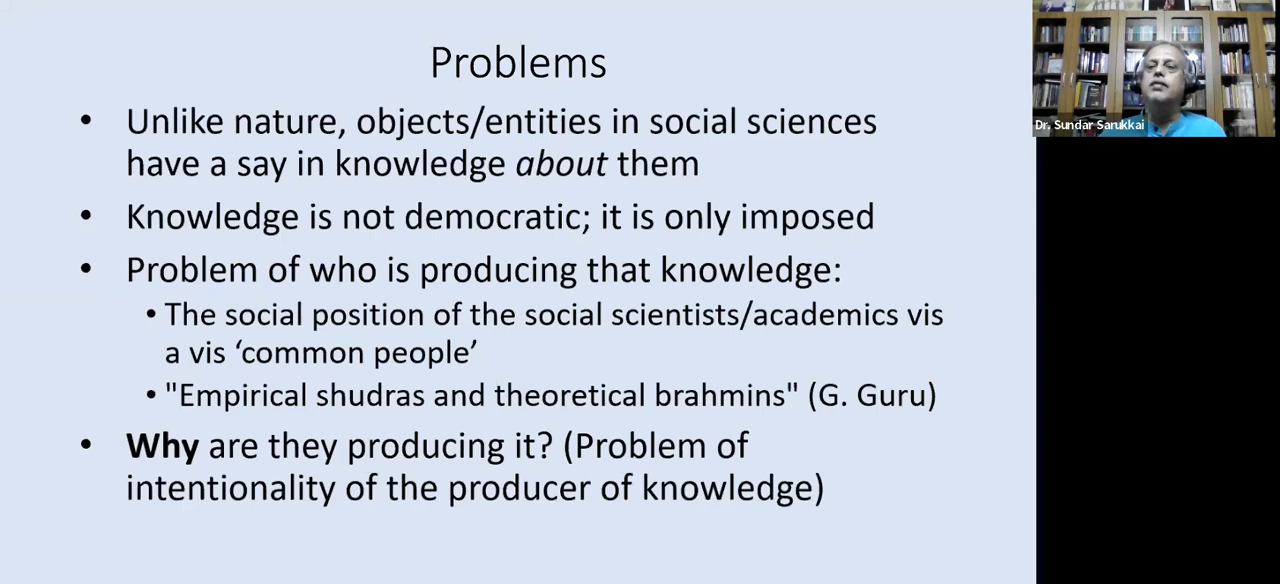 Problems
• Unlike nature, objects/entities in social sciences
have a say in knowledge about them
• Knowledge is not democratic; it is only imposed
• Problem of who is producing that knowledge:
• The social position of the social scientists/academics vis
a vis ‘common people’
• "Empirical shudras and theoretical brahmins" (G. Guru)
• Why are they producing it? (Problem of
intentionality of the producer of knowledge)
Dr. Sundar Sarukkai